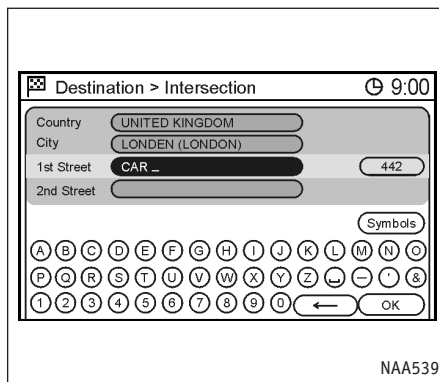 Destination > Intersection 9:00
Country UNITED KINGDOM
City LONDEN (LONDON)
1st Street CAR _ 442
2nd Street
Symbols
A B C D E F G H I J K L M N O
P Q R S T U V W X Y Z ⎵ - ' &
1 2 3 4 5 6 7 8 9 0 ← OK
NAA539